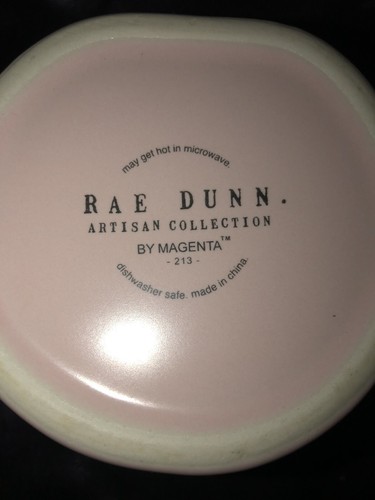 may get hot in microwave.
RAE DUNN.
ARTISAN COLLECTION
BY MAGENTA™
- 213 -
dishwasher safe. made in china.